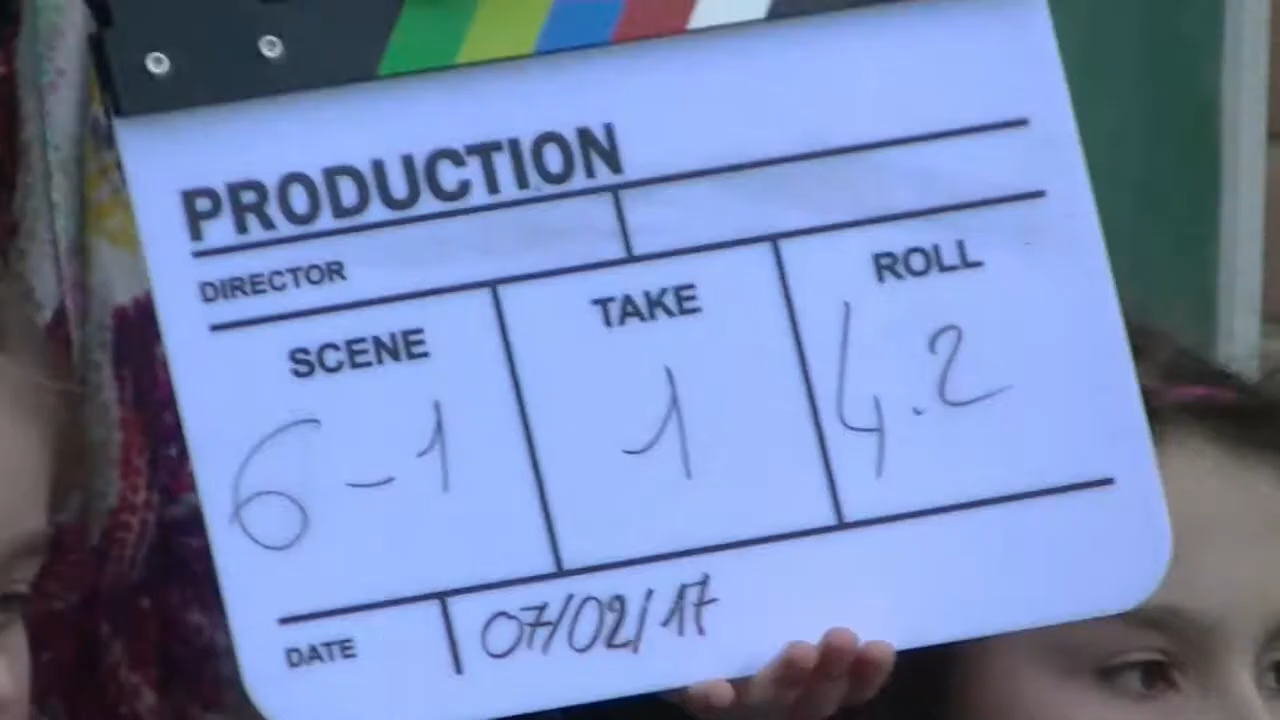 PRODUCTION
DIRECTOR
SCENE TAKE ROLL
6-1 1 4.2
DATE 07/02/17